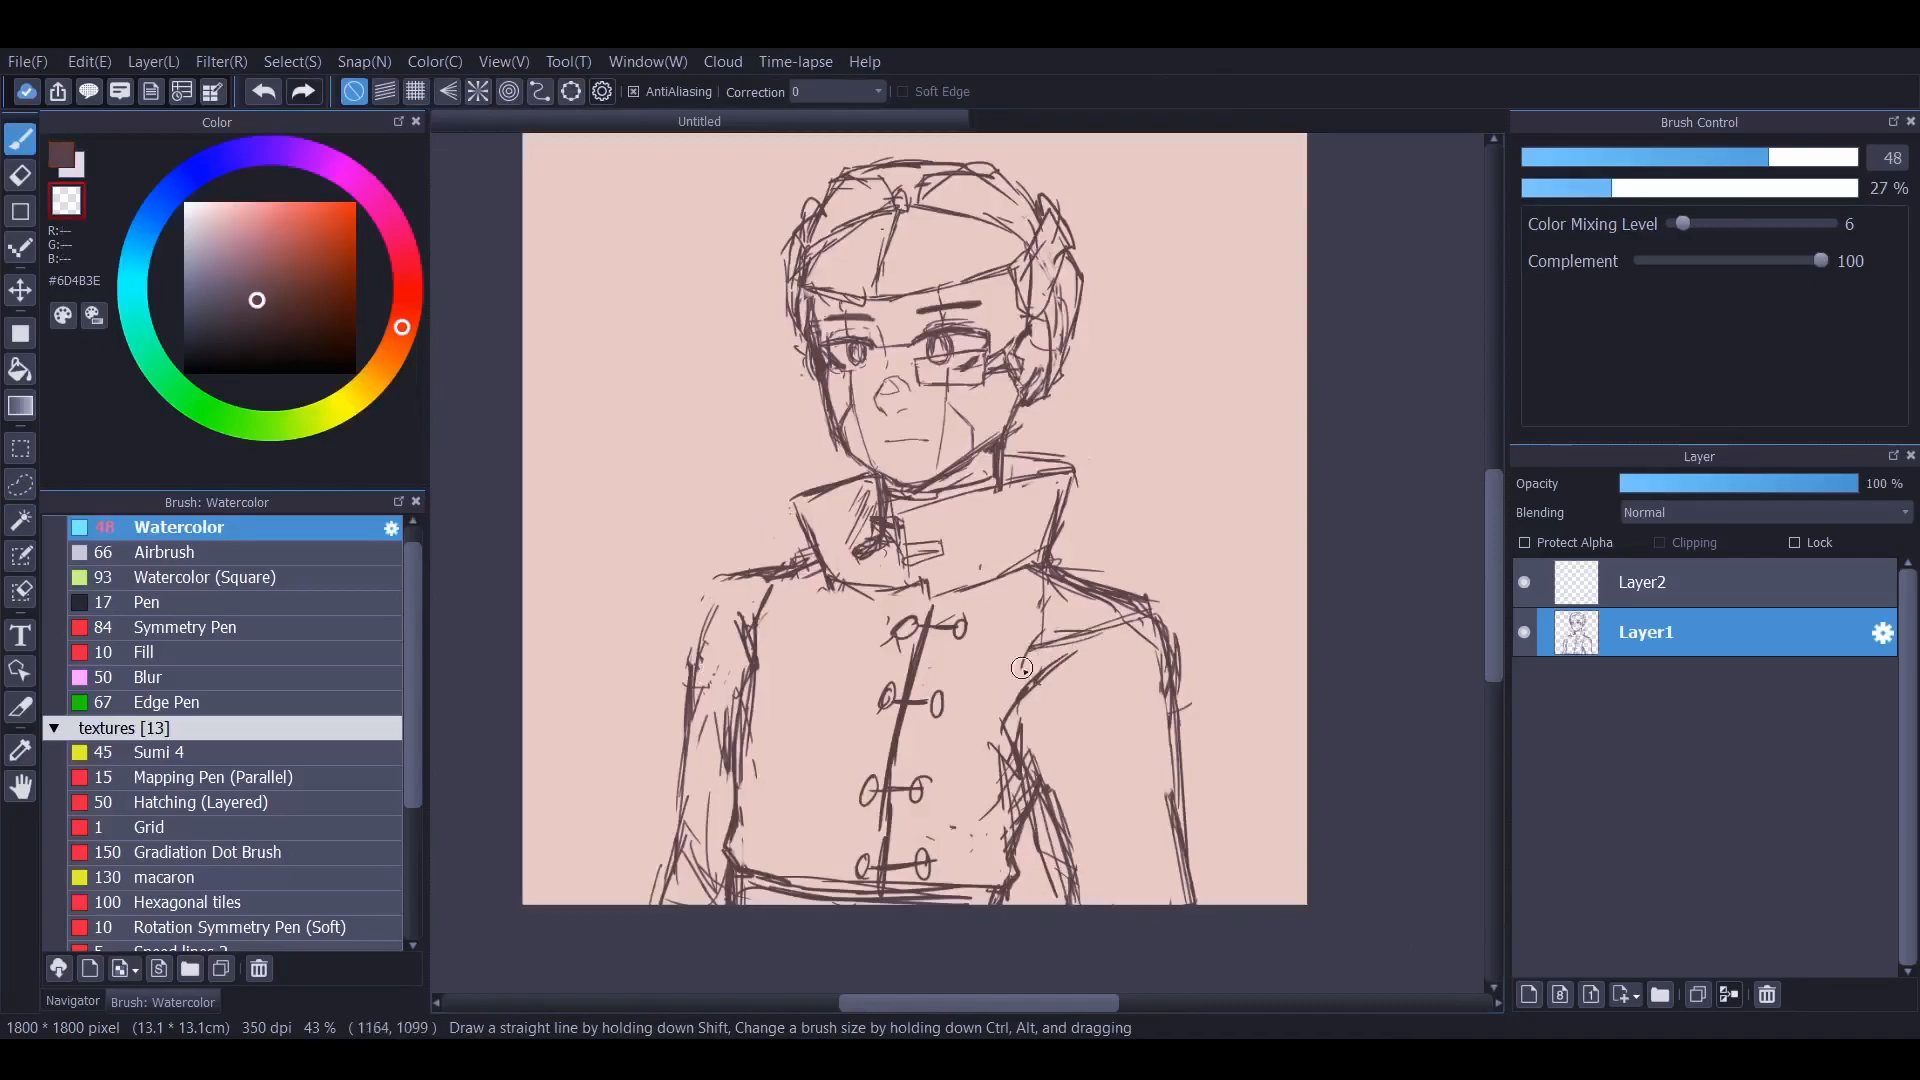 File(F) Edit(E) Layer(L) Filter(R) Select(S) Snap(N) Color(C) View(V) Tool(T) Window(W) Cloud Time-lapse Help
AntiAliasing Correction 0 Soft Edge
Color
Untitled
Brush Control
48
27 %
R:---
G:---
B:---
#6D4B3E
Color Mixing Level 6
Complement 100
Layer
Opacity 100 %
Blending Normal
Protect Alpha Clipping Lock
Layer2
Layer1
Brush: Watercolor
48 Watercolor
66 Airbrush
93 Watercolor (Square)
17 Pen
84 Symmetry Pen
10 Fill
50 Blur
67 Edge Pen
textures [13]
45 Sumi 4
15 Mapping Pen (Parallel)
50 Hatching (Layered)
1 Grid
150 Gradiation Dot Brush
130 macaron
100 Hexagonal tiles
10 Rotation Symmetry Pen (Soft)
5 Speed lines 2
S
8 1
Navigator Brush: Watercolor
1800 * 1800 pixel (13.1 * 13.1cm) 350 dpi 43 % ( 1164, 1099 ) Draw a straight line by holding down Shift, Change a brush size by holding down Ctrl, Alt, and dragging